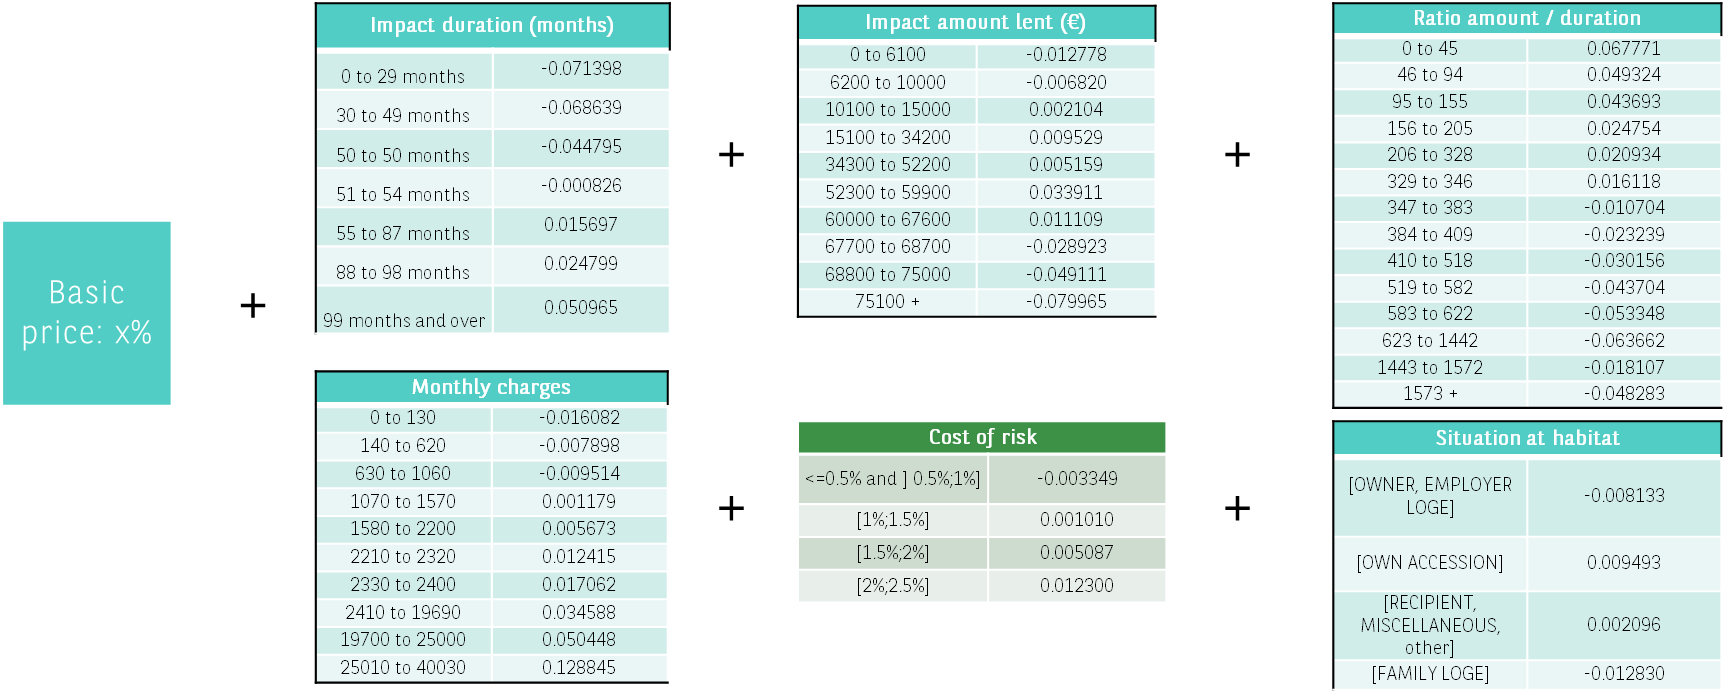 Basic
price: x%
+
Impact duration (months)
0 to 29 months -0.071398
30 to 49 months -0.068639
50 to 50 months -0.044795
51 to 54 months -0.000826
55 to 87 months 0.015697
88 to 98 months 0.024799
99 months and over 0.050965
+
Impact amount lent (€)
0 to 6100 -0.012778
6200 to 10000 -0.006820
10100 to 15000 0.002104
15100 to 34200 0.009529
34300 to 52200 0.005159
52300 to 59900 0.033911
60000 to 67600 0.011109
67700 to 68700 -0.028923
68800 to 75000 -0.049111
75100 + -0.079965
+
Ratio amount / duration
0 to 45 0.067771
46 to 94 0.049324
95 to 155 0.043693
156 to 205 0.024754
206 to 328 0.020934
329 to 346 0.016118
347 to 383 -0.010704
384 to 409 -0.023239
410 to 518 -0.030156
519 to 582 -0.043704
583 to 622 -0.053348
623 to 1442 -0.063662
1443 to 1572 -0.018107
1573 + -0.048283
Monthly charges
0 to 130 -0.016082
140 to 620 -0.007898
630 to 1060 -0.009514
1070 to 1570 0.001179
1580 to 2200 0.005673
2210 to 2320 0.012415
2330 to 2400 0.017062
2410 to 19690 0.034588
19700 to 25000 0.050448
25010 to 40030 0.128845
+
Cost of risk
<=0.5% and ] 0.5%;1%] -0.003349
[1%;1.5%] 0.001010
[1.5%;2%] 0.005087
[2%;2.5%] 0.012300
+
Situation at habitat
[OWNER, EMPLOYER
LOGE] -0.008133
[OWN ACCESSION] 0.009493
[RECIPIENT,
MISCELLANEOUS, 0.002096
other]
[FAMILY LOGE] -0.012830